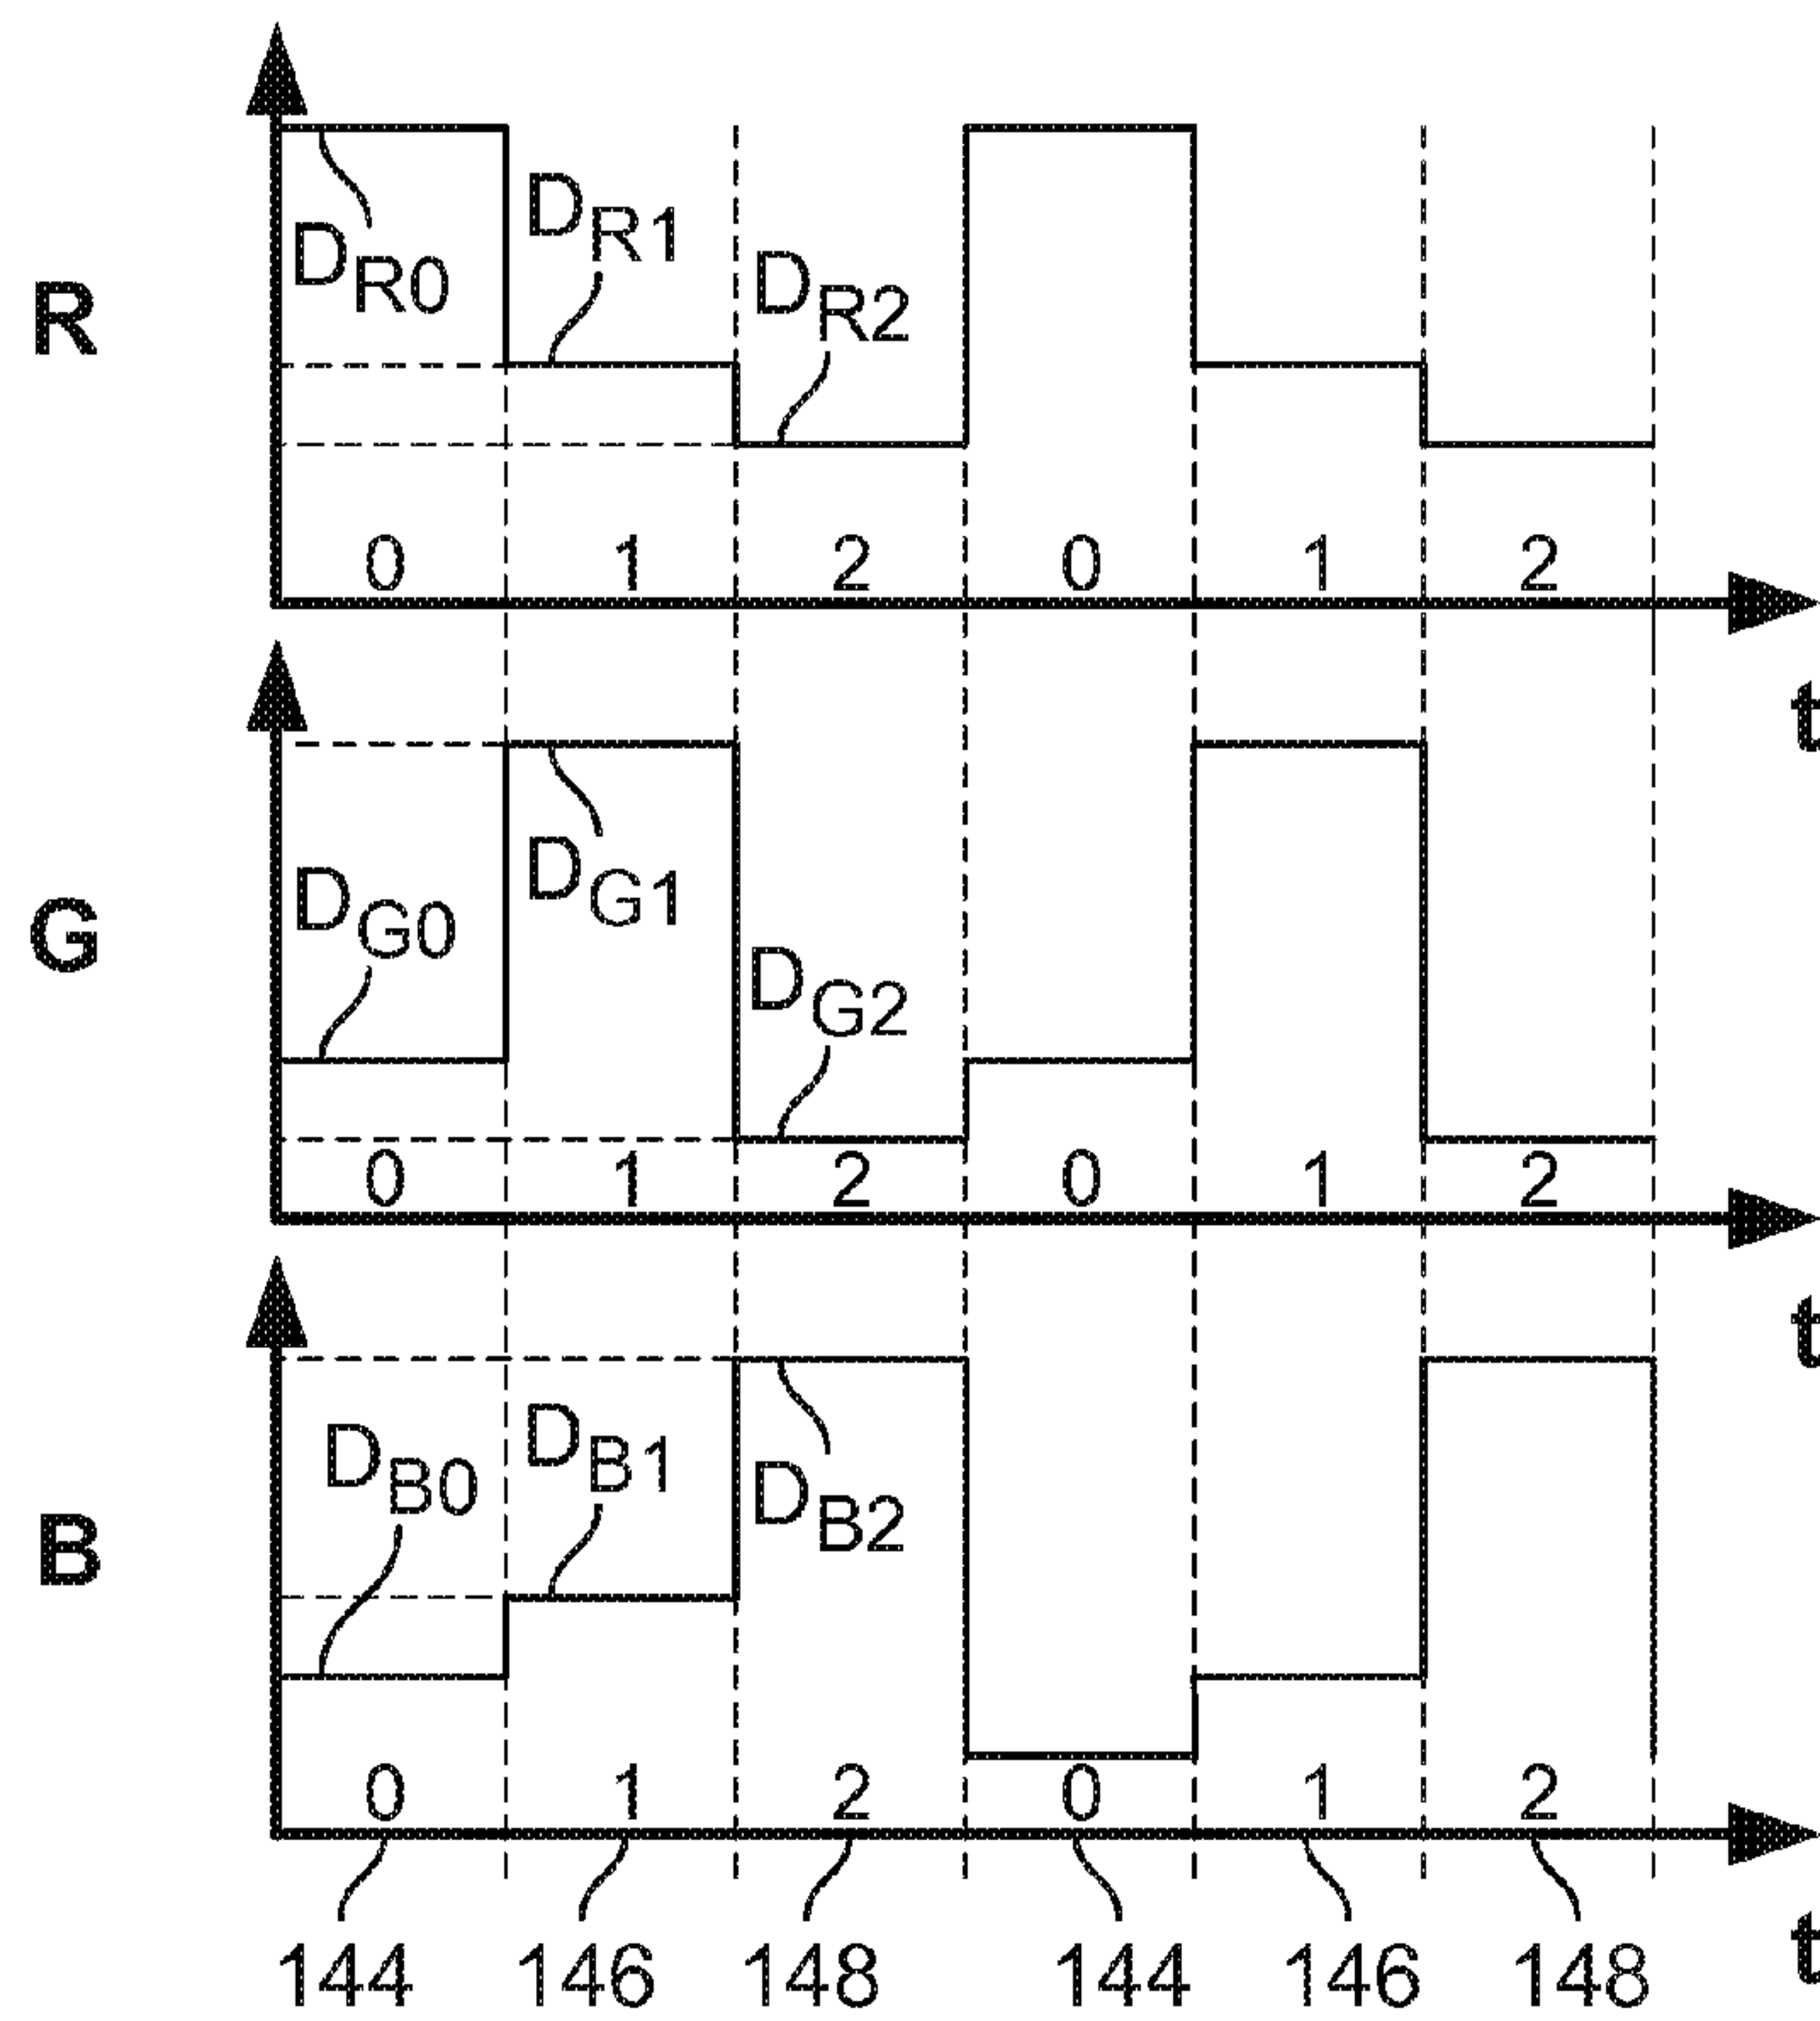 R
D_R0
D_R1
D_R2
0 1 2 0 1 2
t
G
D_G0
D_G1
D_G2
0 1 2 0 1 2
t
B
D_B0
D_B1
D_B2
0 1 2 0 1 2
t
144 146 148 144 146 148